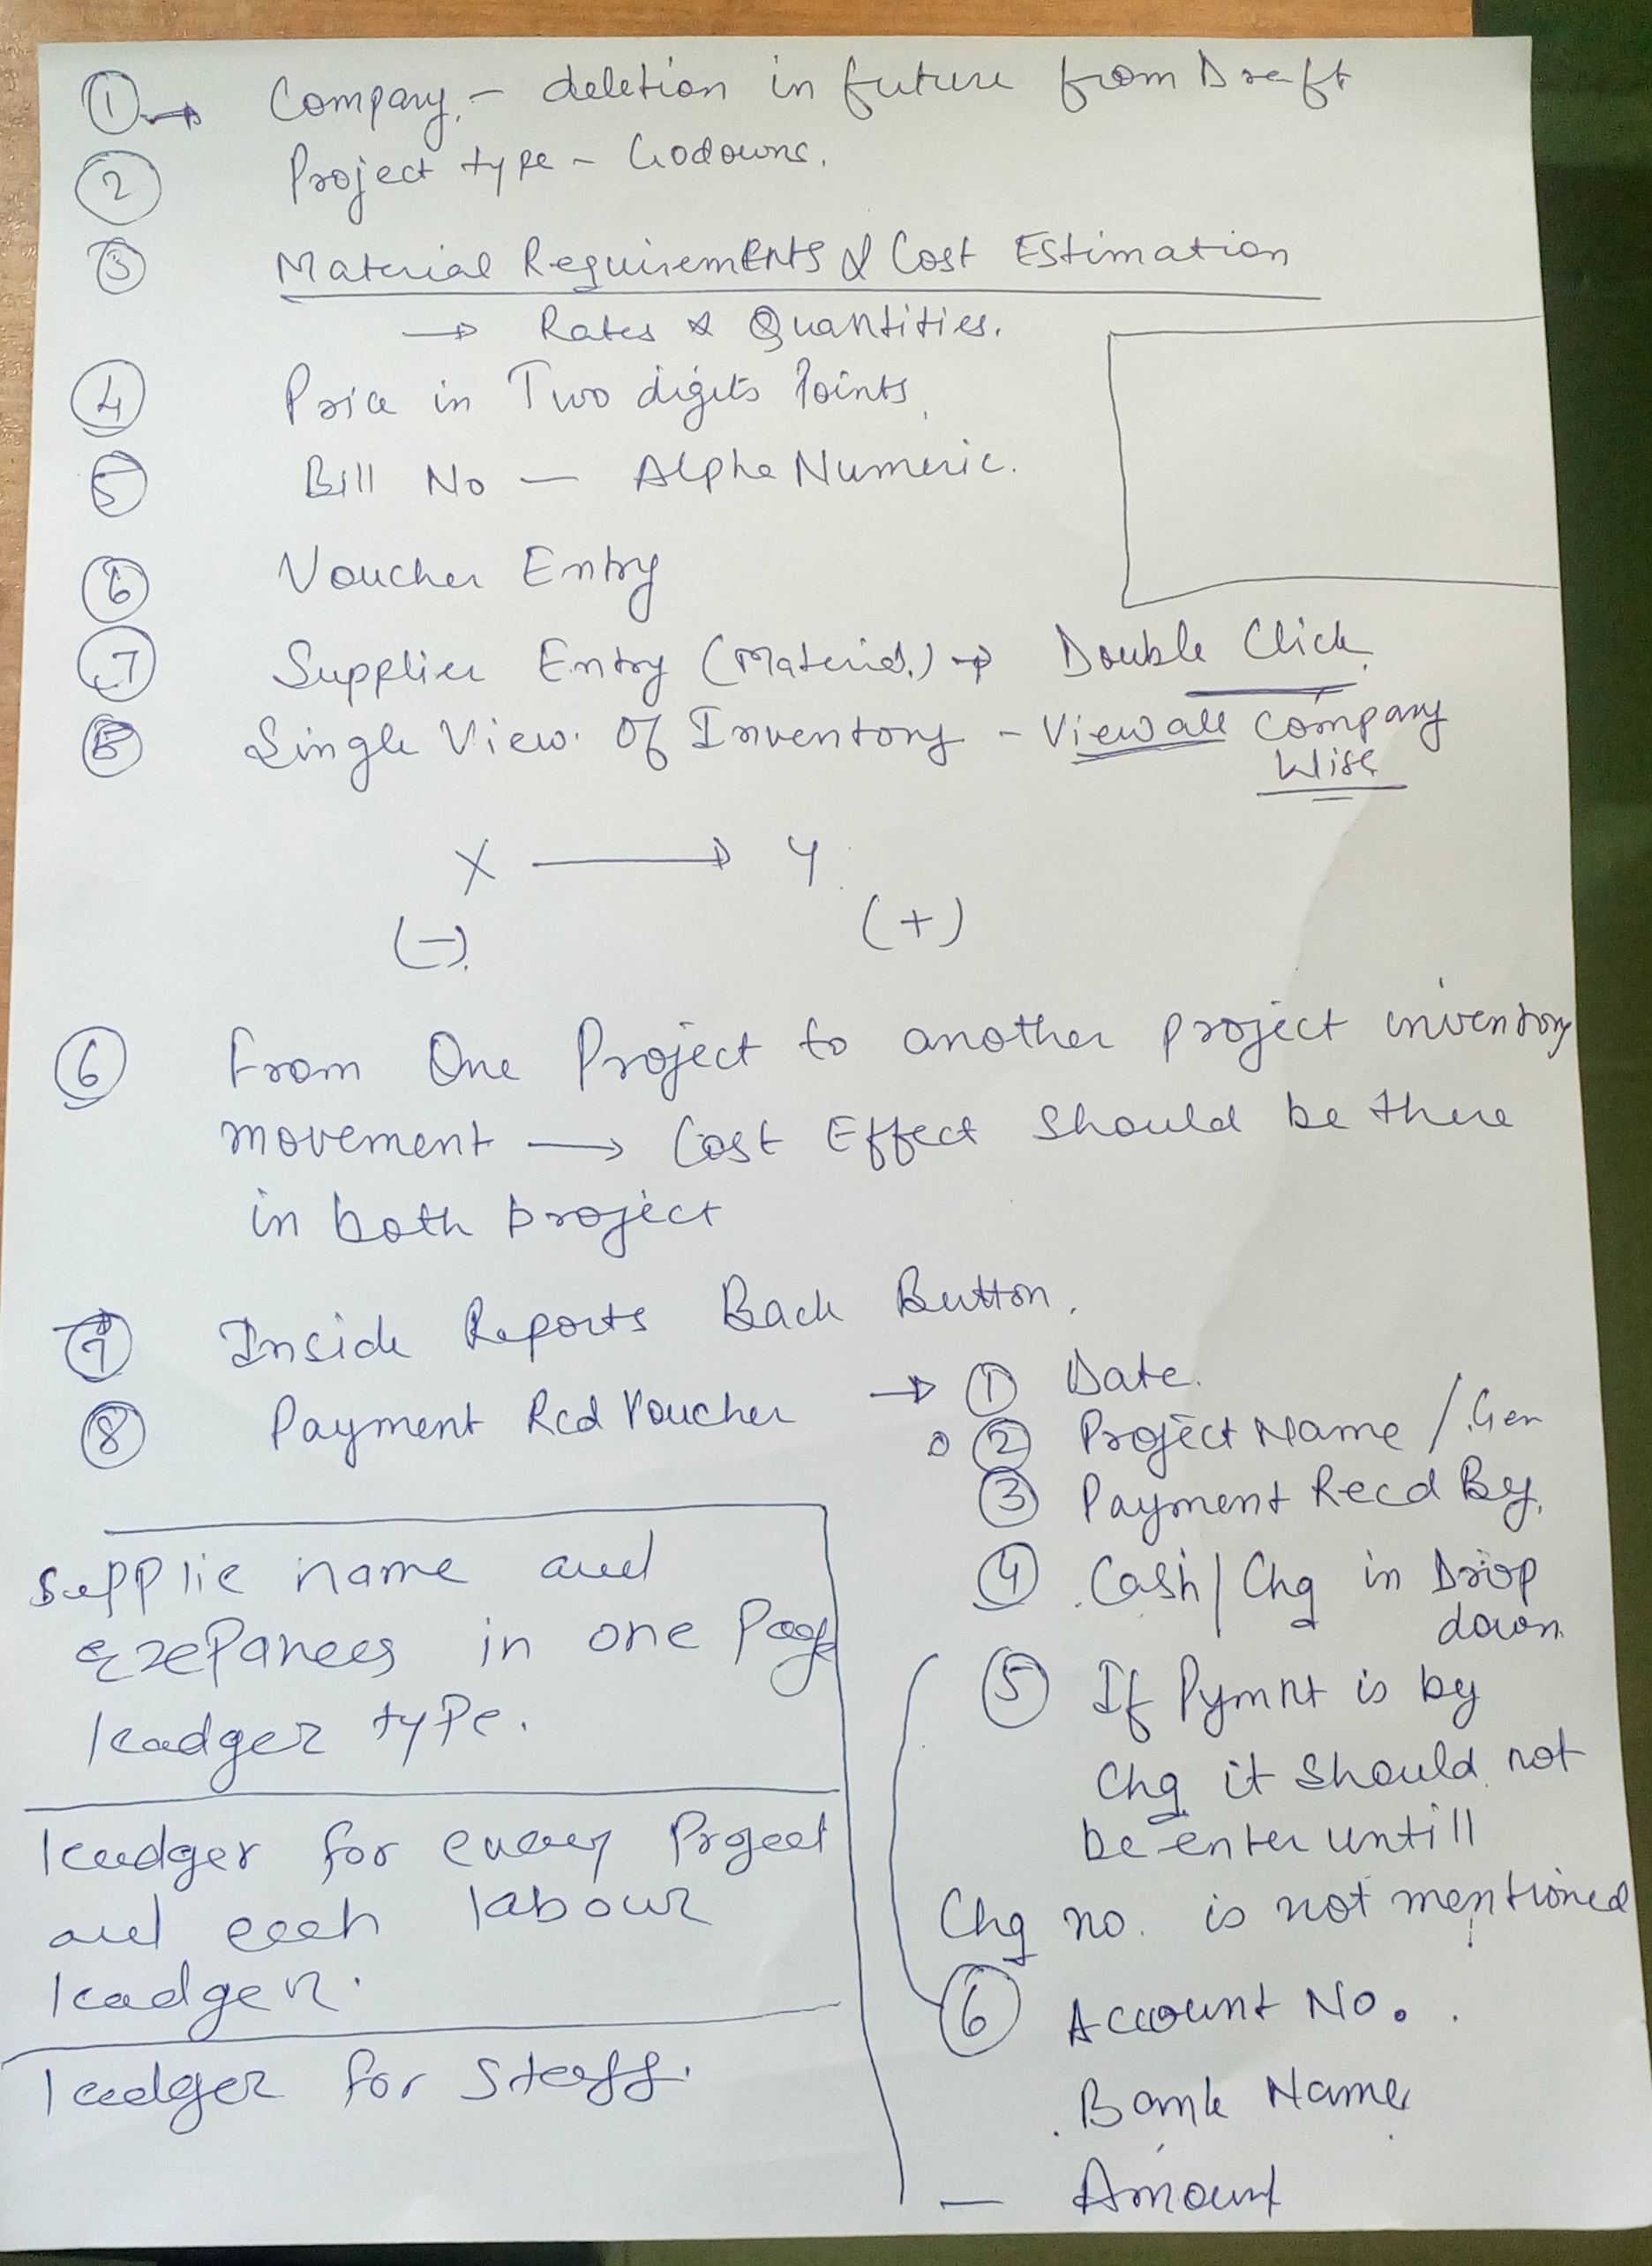 ① → Company. - deletion in future from Draft
② Project type - Godowns.
③ Material Requirements & Cost Estimation
→ Rates & Quantities.
④ Price in Two digits Points.
⑤ Bill No - Alpha Numeric.
⑥ Voucher Entry
⑦ Supplier Entry (Material.) → Double Click.
Single View. Of Inventory - View all Company
Wise
X → Y.
(-). (+)
⑥ From One Project to another project inventory
movement → Cost Effect Should be there
in both project
⑦ Inside Reports Back Button.
⑧ Payment Rcd Voucher → ① Date.
② Project Name / Gen
③ Payment Recd By.
④ Cash / Chq in Drop
down.
⑤ If Pymnt is by
Chq it should not
be enter untill
Chq no. is not mentioned
⑥ Account No.
Bank Name
- Amount
Supplie name and
in one Page
leadger type.
leadger for every Project
and each labour
leadger.
leadger for Staff.